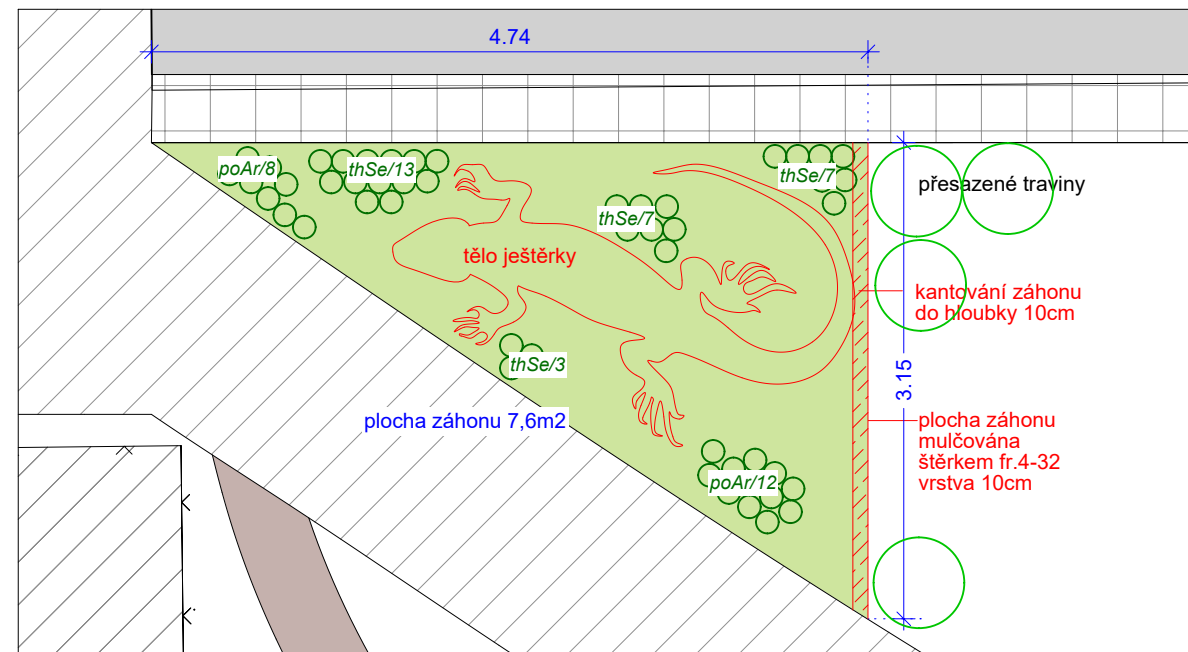 4.74
poAr/8
thSe/13
thSe/7
přesazené traviny
thSe/7
tělo ještěrky
kantování záhonu
do hloubky 10cm
thSe/3
3.15
plocha záhonu 7,6m2
plocha záhonu
mulčována
štěrkem fr.4-32
vrstva 10cm
poAr/12